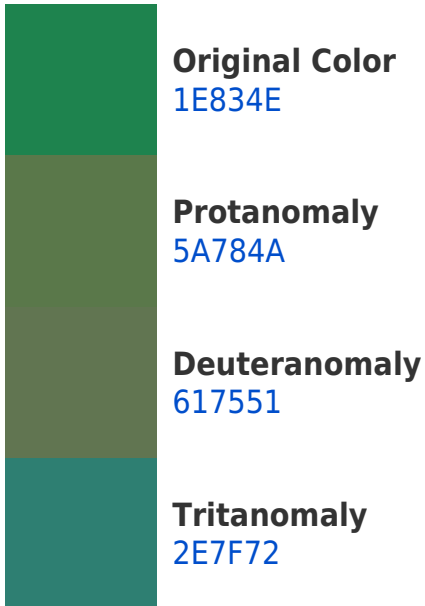 Original Color
1E834E
Protanomaly
5A784A
Deuteranomaly
617551
Tritanomaly
2E7F72